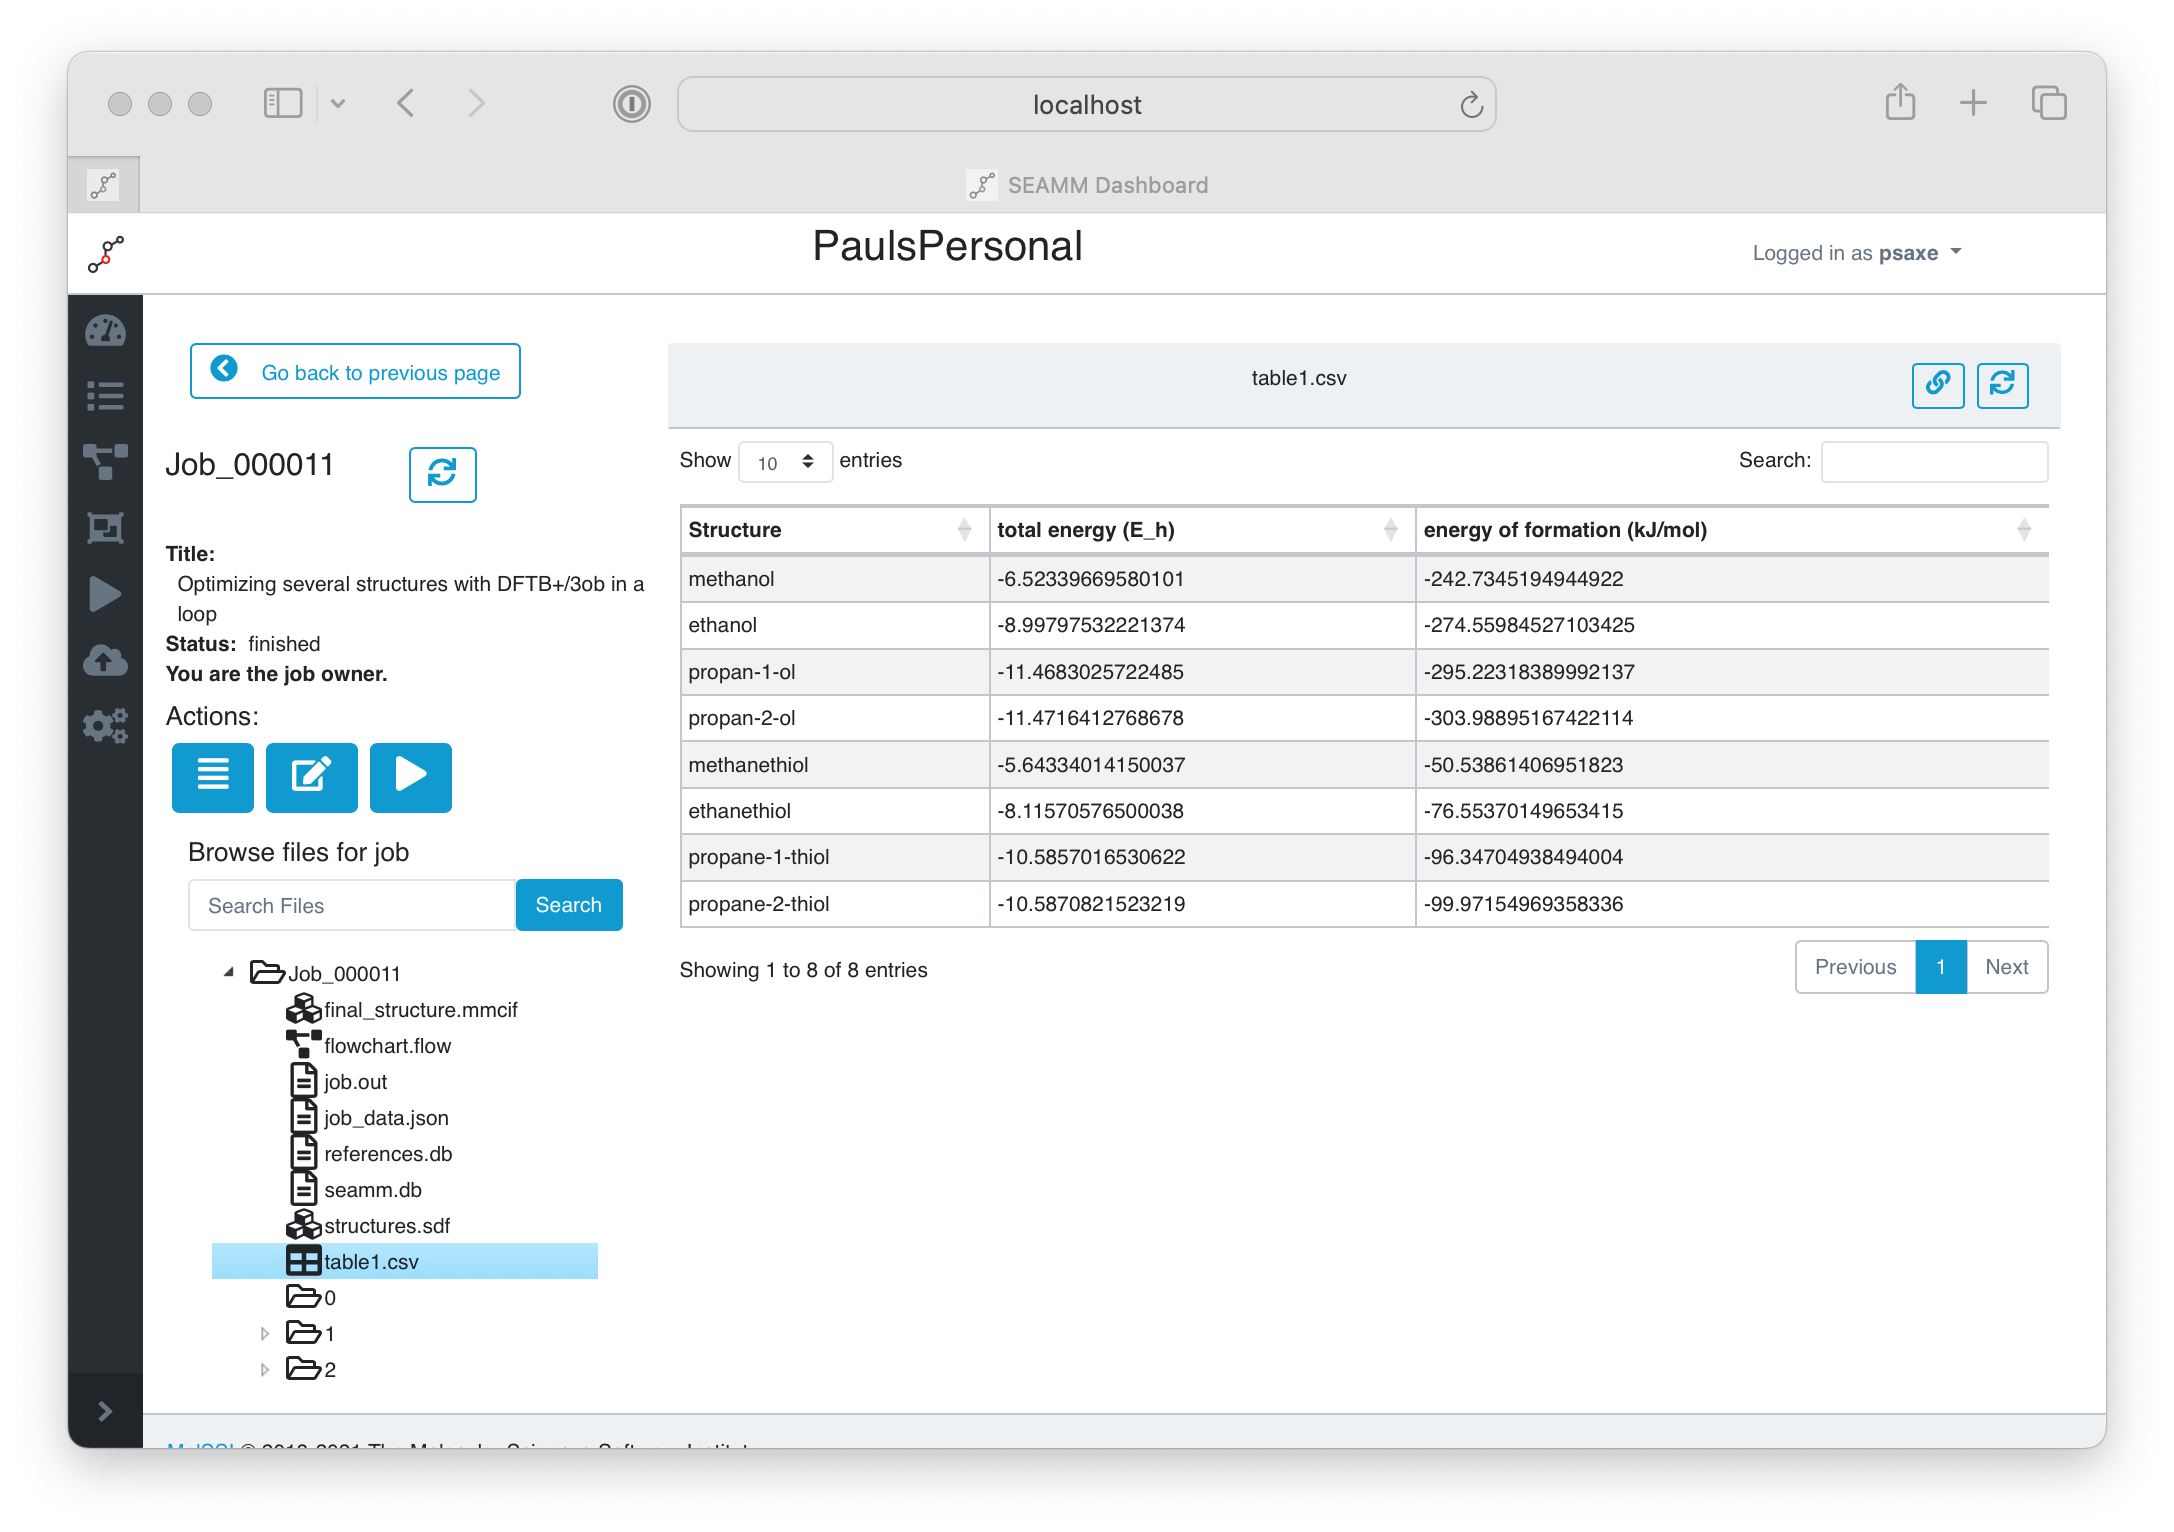 localhost
SEAMM Dashboard
PaulsPersonal
Logged in as psaxe
Go back to previous page
Job_000011
Title:
Optimizing several structures with DFTB+/3ob in a
loop
Status: finished
You are the job owner.
Actions:
Browse files for job
Search Files Search
Job_000011
final_structure.mmcif
flowchart.flow
job.out
job_data.json
references.db
seamm.db
structures.sdf
table1.csv
0
1
2
table1.csv
Show 10 entries Search:
Structure total energy (E_h) energy of formation (kJ/mol)
methanol -6.52339669580101 -242.7345194944922
ethanol -8.99797532221374 -274.55984527103425
propan-1-ol -11.4683025722485 -295.22318389992137
propan-2-ol -11.4716412768678 -303.98895167422114
methanethiol -5.64334014150037 -50.53861406951823
ethanethiol -8.11570576500038 -76.55370149653415
propane-1-thiol -10.5857016530622 -96.34704938494004
propane-2-thiol -10.5870821523219 -99.97154969358336
Showing 1 to 8 of 8 entries Previous 1 Next